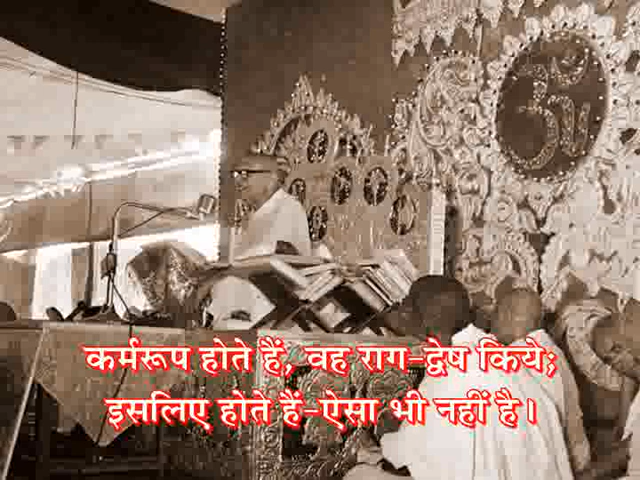 ॐ
कर्मरूप होते हैं, वह राग-द्वेष किये;
इसलिए होते हैं-ऐसा भी नहीं है।